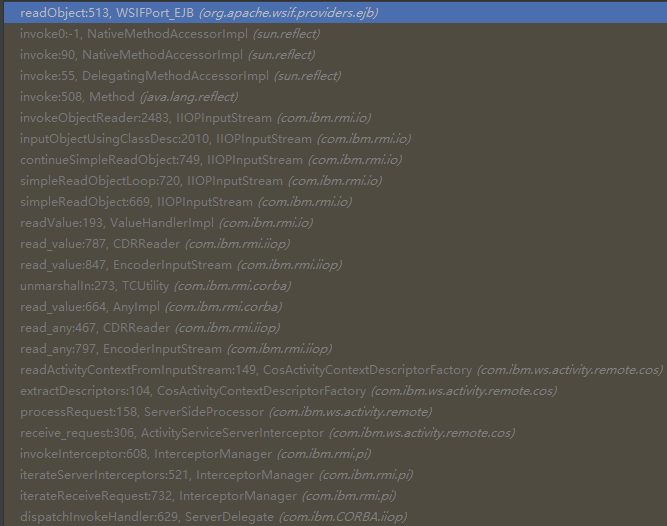 readObject:513, WSIFPort_EJB (org.apache.wsif.providers.ejb)
invoke0:-1, NativeMethodAccessorImpl (sun.reflect)
invoke:90, NativeMethodAccessorImpl (sun.reflect)
invoke:55, DelegatingMethodAccessorImpl (sun.reflect)
invoke:508, Method (java.lang.reflect)
invokeObjectReader:2483, IIOPInputStream (com.ibm.rmi.io)
inputObjectUsingClassDesc:2010, IIOPInputStream (com.ibm.rmi.io)
continueSimpleReadObject:749, IIOPInputStream (com.ibm.rmi.io)
simpleReadObjectLoop:720, IIOPInputStream (com.ibm.rmi.io)
simpleReadObject:669, IIOPInputStream (com.ibm.rmi.io)
readValue:193, ValueHandlerImpl (com.ibm.rmi.io)
read_value:787, CDRReader (com.ibm.rmi.iiop)
read_value:847, EncoderInputStream (com.ibm.rmi.iiop)
unmarshalIn:273, TCUtility (com.ibm.rmi.corba)
read_value:664, AnyImpl (com.ibm.rmi.corba)
read_any:467, CDRReader (com.ibm.rmi.iiop)
read_any:797, EncoderInputStream (com.ibm.rmi.iiop)
readActivityContextFromInputStream:149, CosActivityContextDescriptorFactory (com.ibm.ws.activity.remote.cos)
extractDescriptors:104, CosActivityContextDescriptorFactory (com.ibm.ws.activity.remote.cos)
processRequest:158, ServerSideProcessor (com.ibm.ws.activity.remote)
receive_request:306, ActivityServiceServerInterceptor (com.ibm.ws.activity.remote.cos)
invokeInterceptor:608, InterceptorManager (com.ibm.rmi.pi)
iterateServerInterceptors:521, InterceptorManager (com.ibm.rmi.pi)
iterateReceiveRequest:732, InterceptorManager (com.ibm.rmi.pi)
dispatchInvokeHandler:629, ServerDelegate (com.ibm.CORBA.iiop)